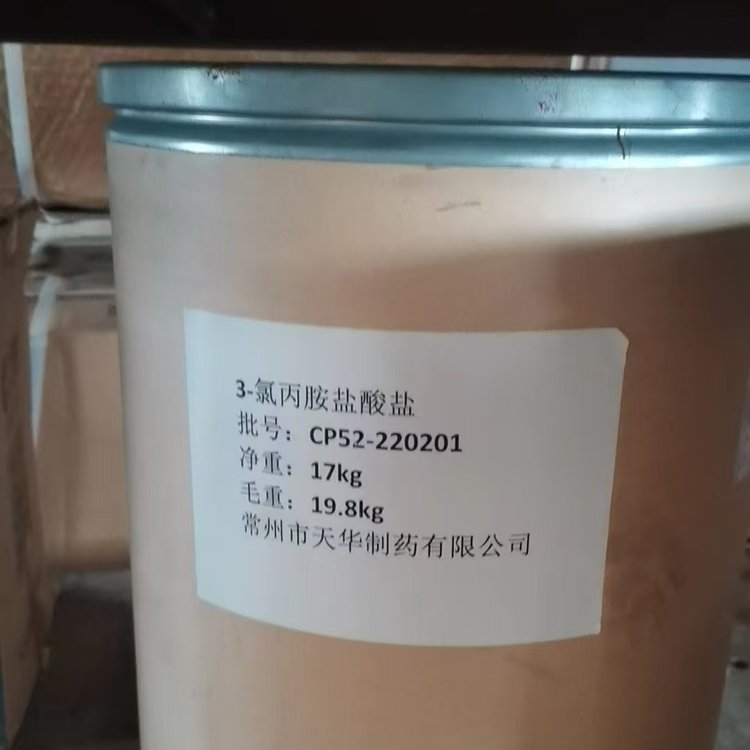 3-氯丙胺盐酸盐
批号：CP52-220201
净重：17kg
毛重：19.8kg
常州市天华制药有限公司